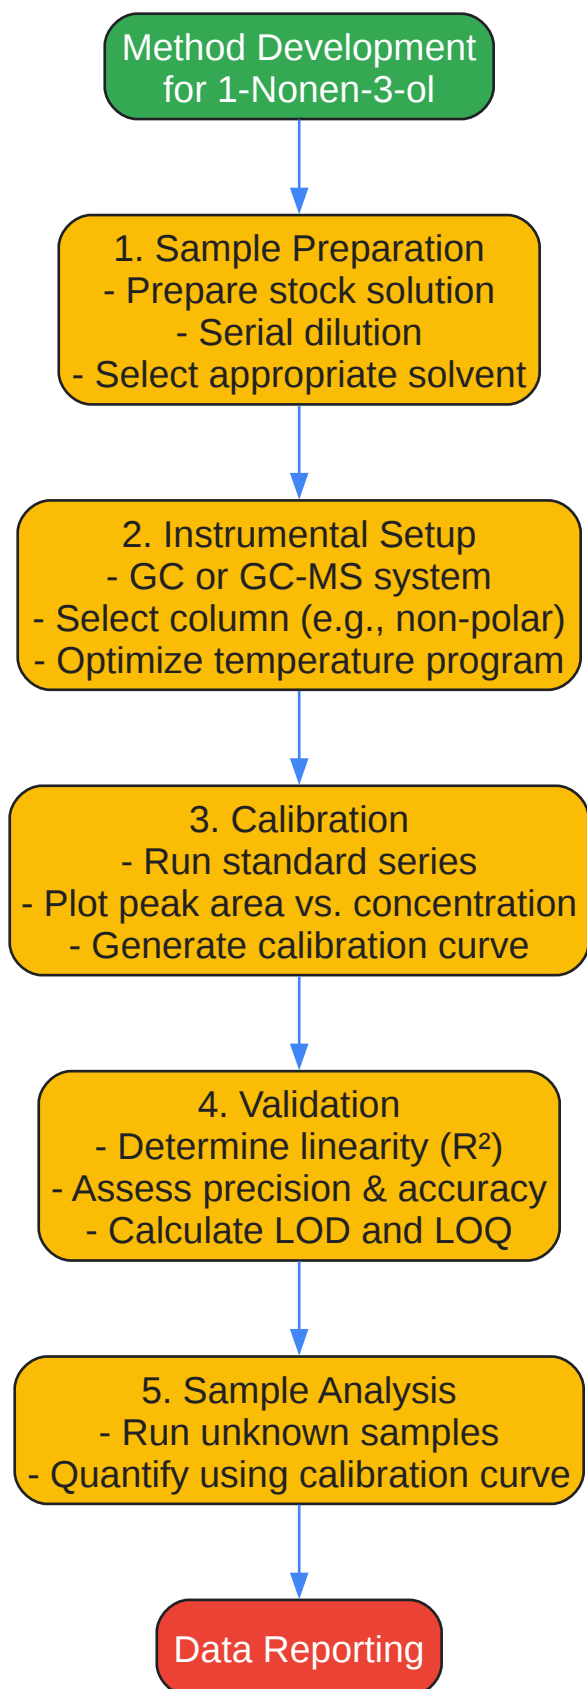 Method Development
for 1-Nonen-3-ol
1. Sample Preparation
- Prepare stock solution
- Serial dilution
- Select appropriate solvent
2. Instrumental Setup
- GC or GC-MS system
- Select column (e.g., non-polar)
- Optimize temperature program
3. Calibration
- Run standard series
- Plot peak area vs. concentration
- Generate calibration curve
4. Validation
- Determine linearity (R²)
- Assess precision & accuracy
- Calculate LOD and LOQ
5. Sample Analysis
- Run unknown samples
- Quantify using calibration curve
Data Reporting